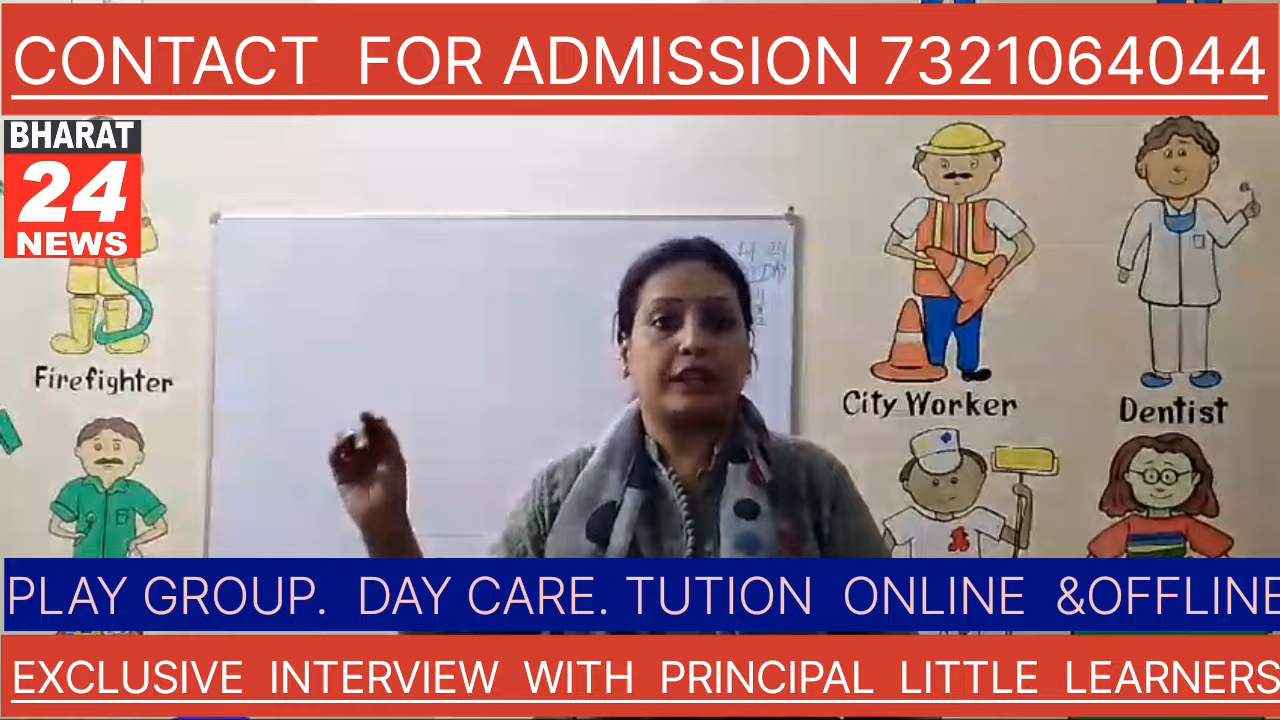 CONTACT FOR ADMISSION 7321064044
BHARAT
24
NEWS
Firefighter
City Worker
Dentist
PLAY GROUP. DAY CARE. TUTION ONLINE &OFFLINE
EXCLUSIVE INTERVIEW WITH PRINCIPAL LITTLE LEARNERS